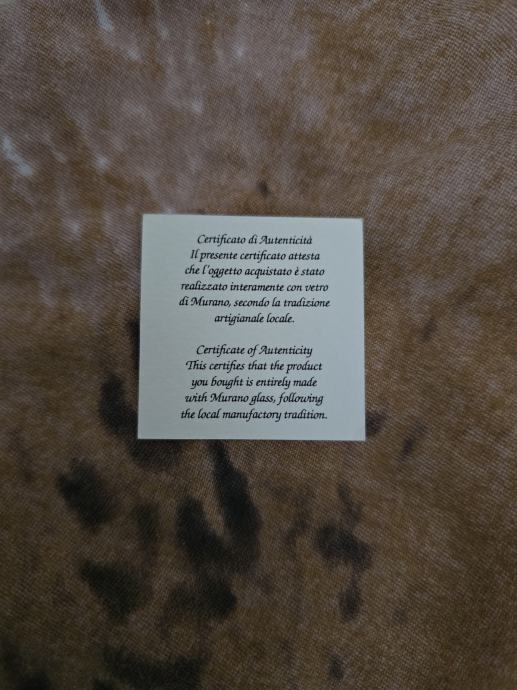 Certificato di Autenticità
Il presente certificato attesta
che l'oggetto acquistato è stato
realizzato interamente con vetro
di Murano, secondo la tradizione
artigianale locale.
Certificate of Autenticity
This certifies that the product
you bought is entirely made
with Murano glass, following
the local manufactory tradition.